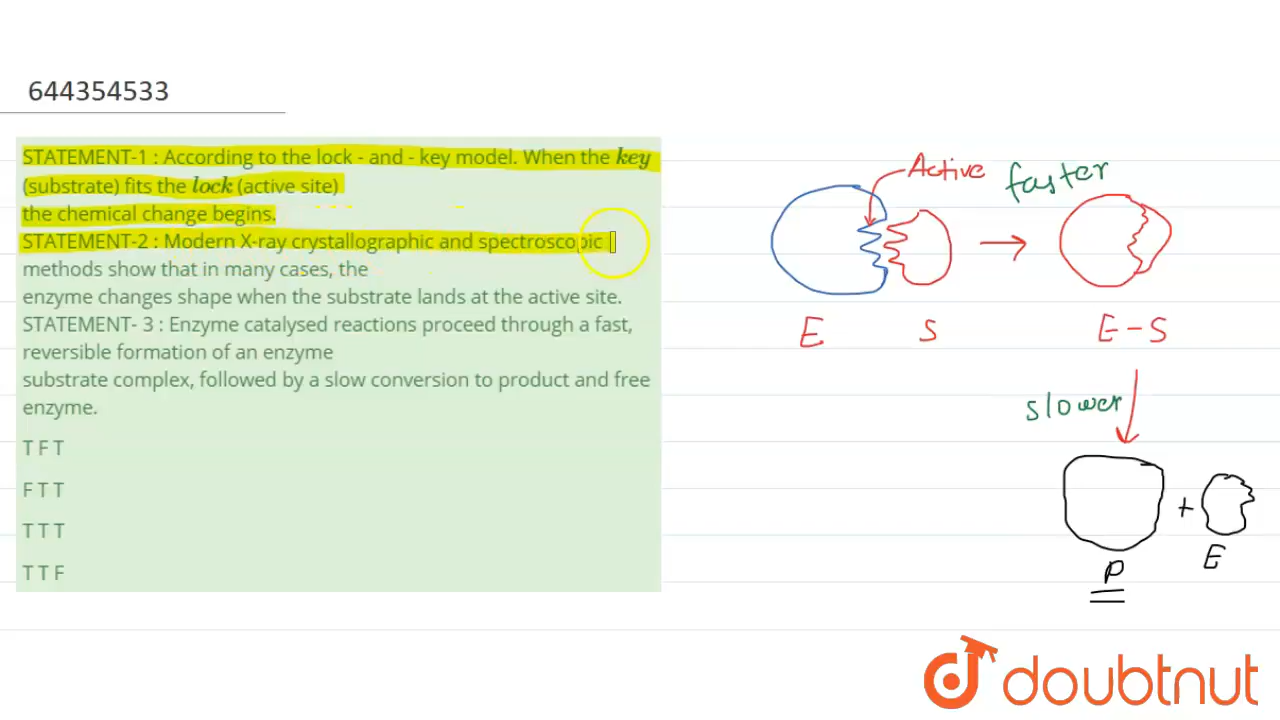 644354533
STATEMENT-1 : According to the lock - and - key model. When the key
(substrate) fits the lock (active site)
the chemical change begins.
STATEMENT-2 : Modern X-ray crystallographic and spectroscopic
methods show that in many cases, the
enzyme changes shape when the substrate lands at the active site.
STATEMENT- 3 : Enzyme catalysed reactions proceed through a fast,
reversible formation of an enzyme
substrate complex, followed by a slow conversion to product and free
enzyme.
T F T
F T T
T T T
T T F
Active
faster
E
S
E-S
slower
+
P
E
doubtnut